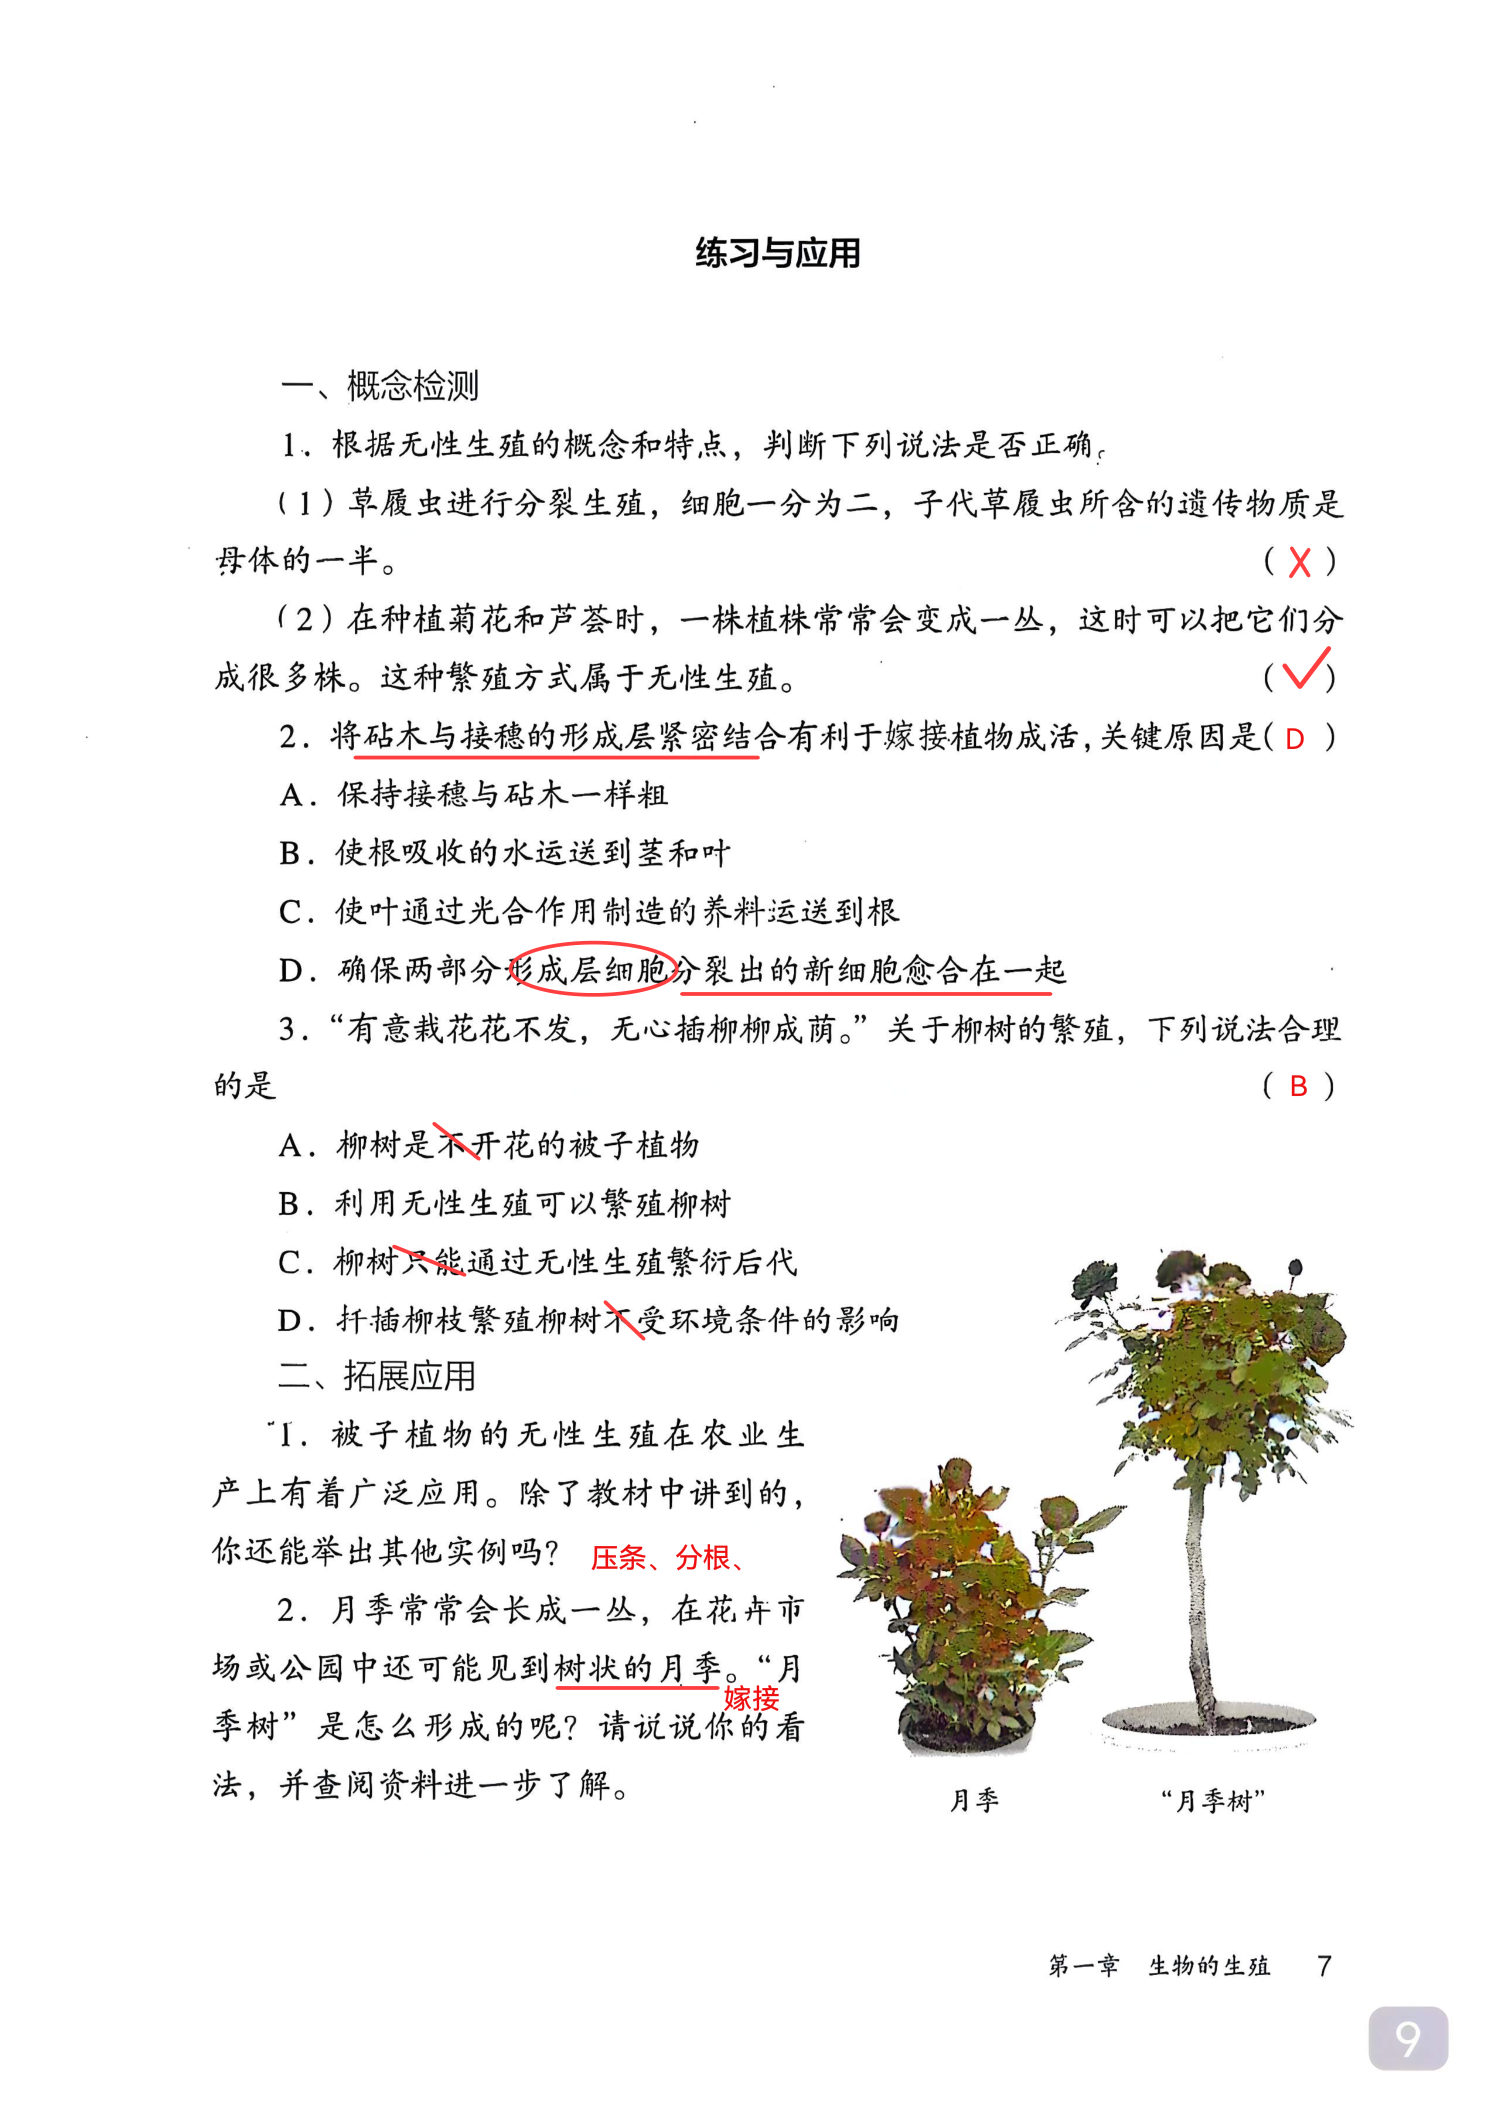 练习与应用
一、概念检测
1. 根据无性生殖的概念和特点，判断下列说法是否正确。
（1）草履虫进行分裂生殖，细胞一分为二，子代草履虫所含的遗传物质是
母体的一半。 （X）
（2）在种植菊花和芦荟时，一株植株常常会变成一丛，这时可以把它们分
成很多株。这种繁殖方式属于无性生殖。 （✓）
2. 将砧木与接穗的形成层紧密结合有利于嫁接植物成活，关键原因是（D）
A. 保持接穗与砧木一样粗
B. 使根吸收的水运送到茎和叶
C. 使叶通过光合作用制造的养料运送到根
D. 确保两部分形成层细胞分裂出的新细胞愈合在一起
3. “有意栽花花不发，无心插柳柳成荫。”关于柳树的繁殖，下列说法合理
的是 （B）
A. 柳树是不开花的被子植物
B. 利用无性生殖可以繁殖柳树
C. 柳树只能通过无性生殖繁衍后代
D. 扦插柳枝繁殖柳树不受环境条件的影响
二、拓展应用
1. 被子植物的无性生殖在农业生
产上有着广泛应用。除了教材中讲到的，
你还能举出其他实例吗？ 压条、分根、
2. 月季常常会长成一丛，在花卉市
场或公园中还可能见到树状的月季。“月
嫁接
季树”是怎么形成的呢？请说说你的看
法，并查阅资料进一步了解。
月季 “月季树”
第一章 生物的生殖 7
9